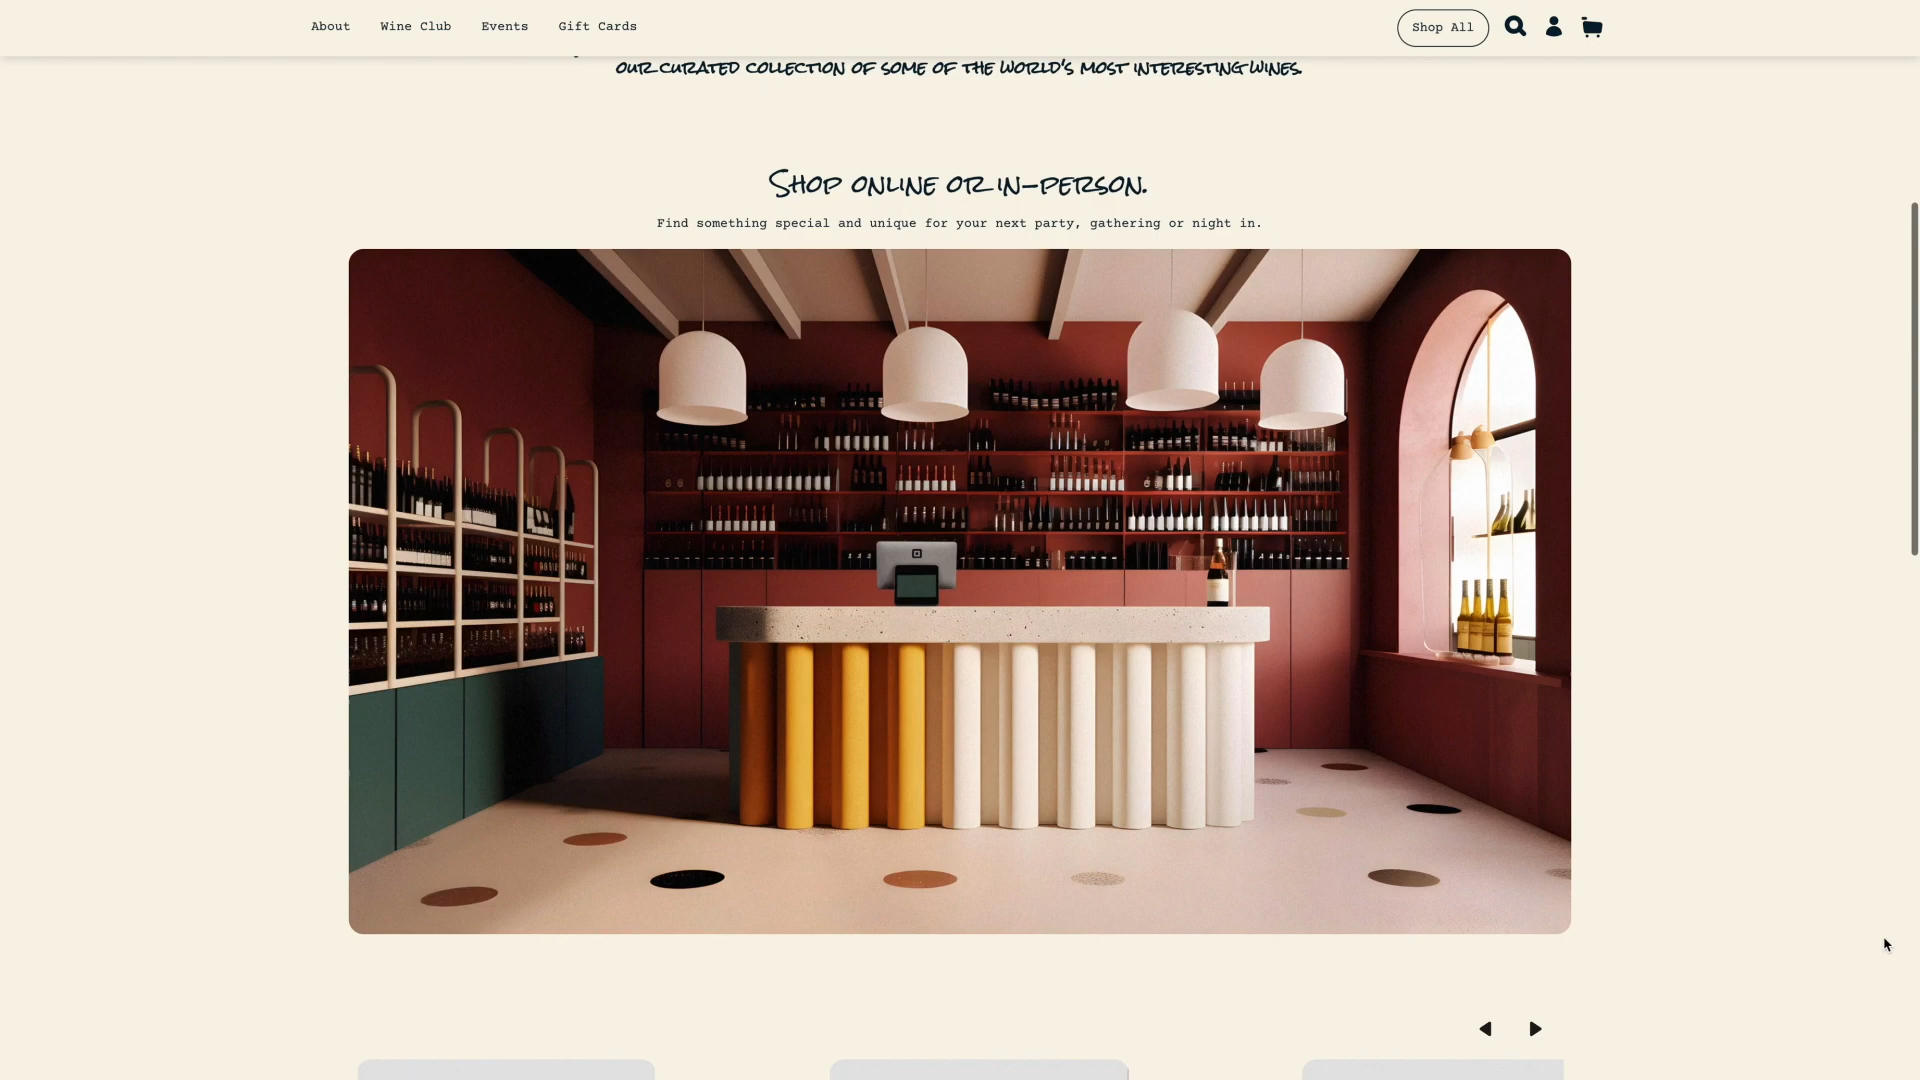 About Wine Club Events Gift Cards Shop All
OUR CURATED COLLECTION OF SOME OF THE WORLD'S MOST INTERESTING WINES.
SHOP ONLINE OR IN-PERSON.
Find something special and unique for your next party, gathering or night in.